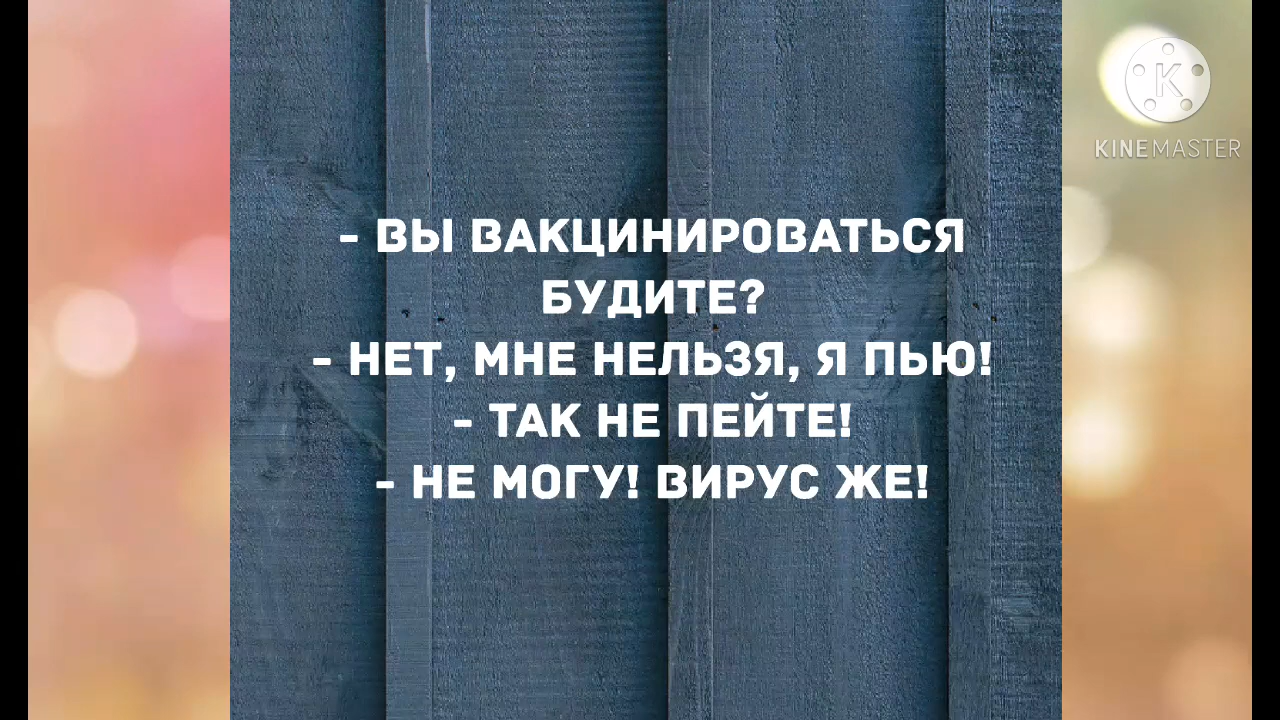 - ВЫ ВАКЦИНИРОВАТЬСЯ
БУДИТЕ?
- НЕТ, МНЕ НЕЛЬЗЯ, Я ПЬЮ!
- ТАК НЕ ПЕЙТЕ!
- НЕ МОГУ! ВИРУС ЖЕ!
K
KINEMASTER